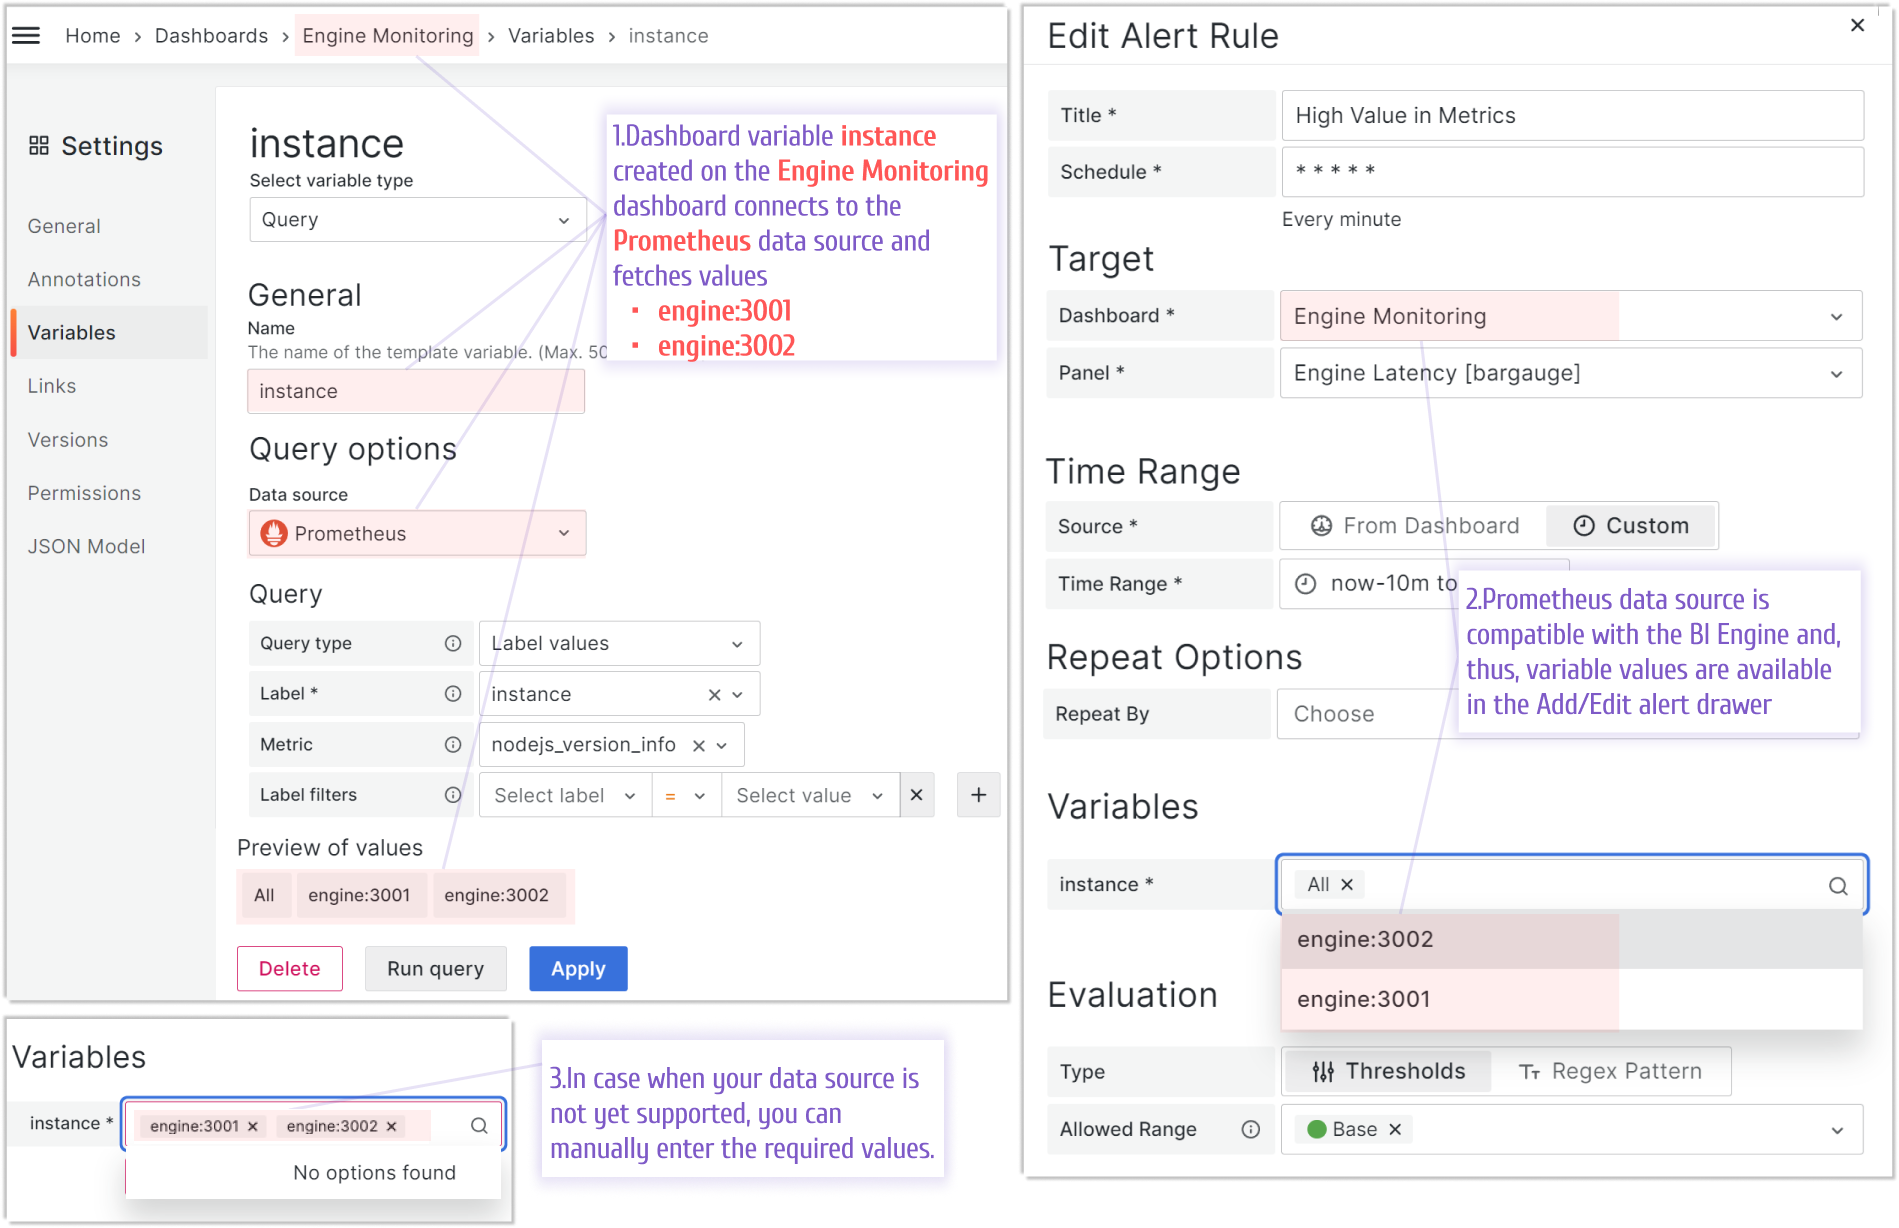 Home › Dashboards › Engine Monitoring › Variables › instance
Settings
General
Annotations
Variables
Links
Versions
Permissions
JSON Model
instance
Select variable type
Query
General
Name
The name of the template variable. (Max. 50
instance
Query options
Data source
Prometheus
Query
Query type
Label values
Label *
instance
Metric
nodejs_version_info
Label filters
Select label
=
Select value
Preview of values
All
engine:3001
engine:3002
Delete
Run query
Apply
1.Dashboard variable instance
created on the Engine Monitoring
dashboard connects to the
Prometheus data source and
fetches values
· engine:3001
· engine:3002
Variables
instance *
engine:3001
engine:3002
No options found
3.In case when your data source is
not yet supported, you can
manually enter the required values.
Edit Alert Rule
Title *
High Value in Metrics
Schedule *
* * * * *
Every minute
Target
Dashboard *
Engine Monitoring
Panel *
Engine Latency [bargauge]
Time Range
Source *
From Dashboard
Custom
Time Range *
now-10m to
2.Prometheus data source is
compatible with the BI Engine and,
thus, variable values are available
in the Add/Edit alert drawer
Repeat Options
Repeat By
Choose
Variables
instance *
All
engine:3002
engine:3001
Evaluation
Type
Thresholds
Regex Pattern
Allowed Range
Base